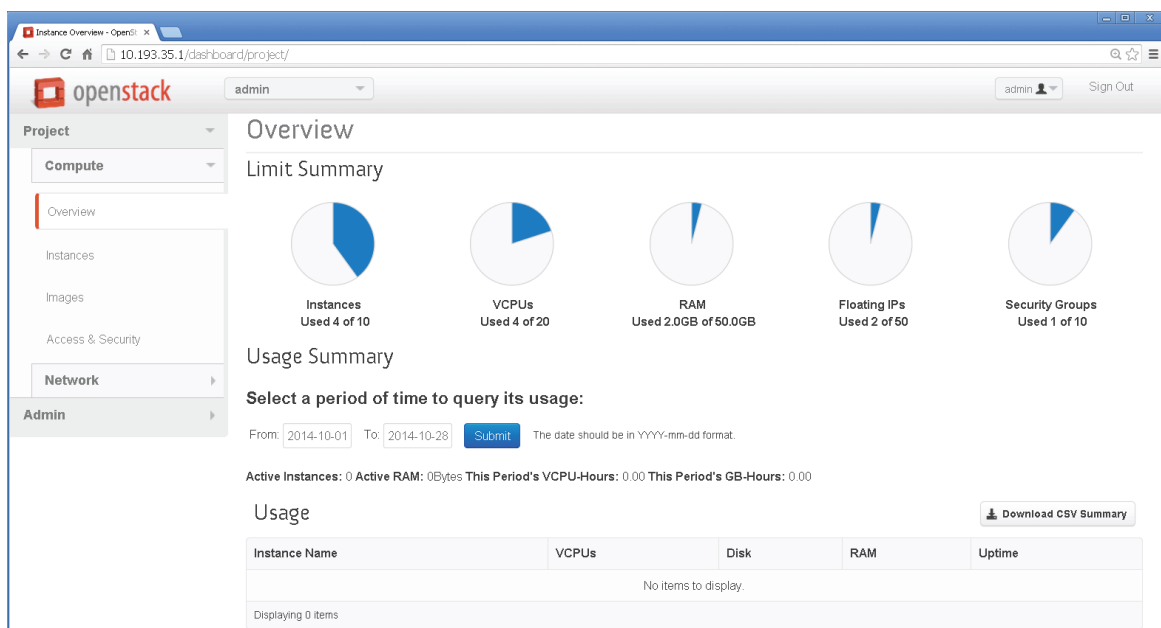 Instance Overview - OpenSt
10.193.35.1/dashboard/project/
openstack
admin
admin
Sign Out
Project
Compute
Overview
Instances
Images
Access & Security
Network
Admin
Overview
Limit Summary
Instances
Used 4 of 10
VCPUs
Used 4 of 20
RAM
Used 2.0GB of 50.0GB
Floating IPs
Used 2 of 50
Security Groups
Used 1 of 10
Usage Summary
Select a period of time to query its usage:
From: 2014-10-01 To: 2014-10-28 Submit The date should be in YYYY-mm-dd format.
Active Instances: 0 Active RAM: 0Bytes This Period's VCPU-Hours: 0.00 This Period's GB-Hours: 0.00
Usage
Download CSV Summary
Instance Name VCPUs Disk RAM Uptime
No items to display.
Displaying 0 items